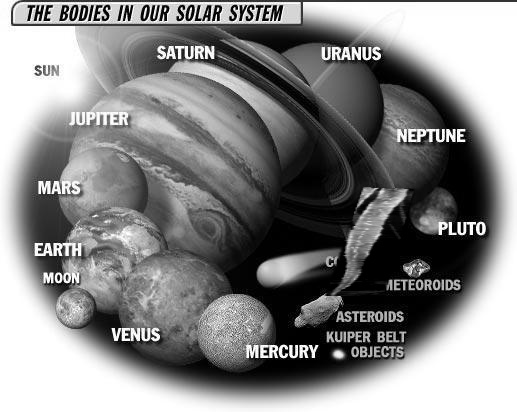 THE BODIES IN OUR SOLAR SYSTEM
SATURN
URANUS
SUN
JUPITER
NEPTUNE
MARS
PLUTO
EARTH
MOON
ASTEROIDS
VENUS
KUIPER BELT
MERCURY
OBJECTS